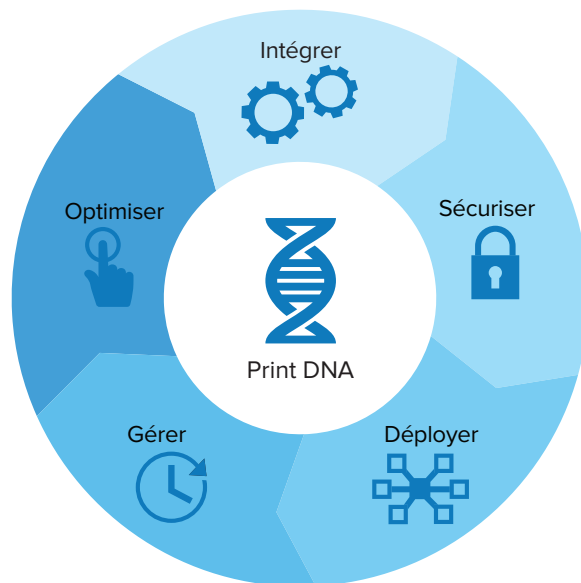 Intégrer
Sécuriser
Déployer
Gérer
Optimiser
Print DNA